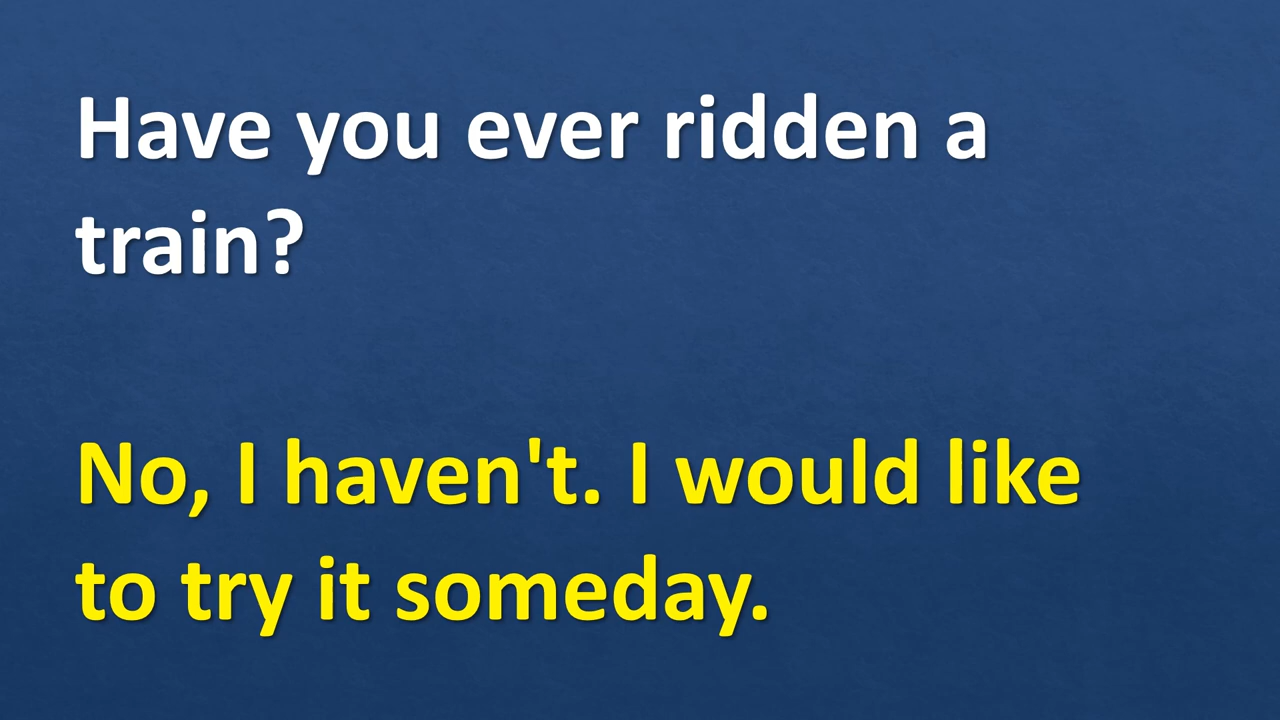 Have you ever ridden a
train?
No, I haven't. I would like
to try it someday.